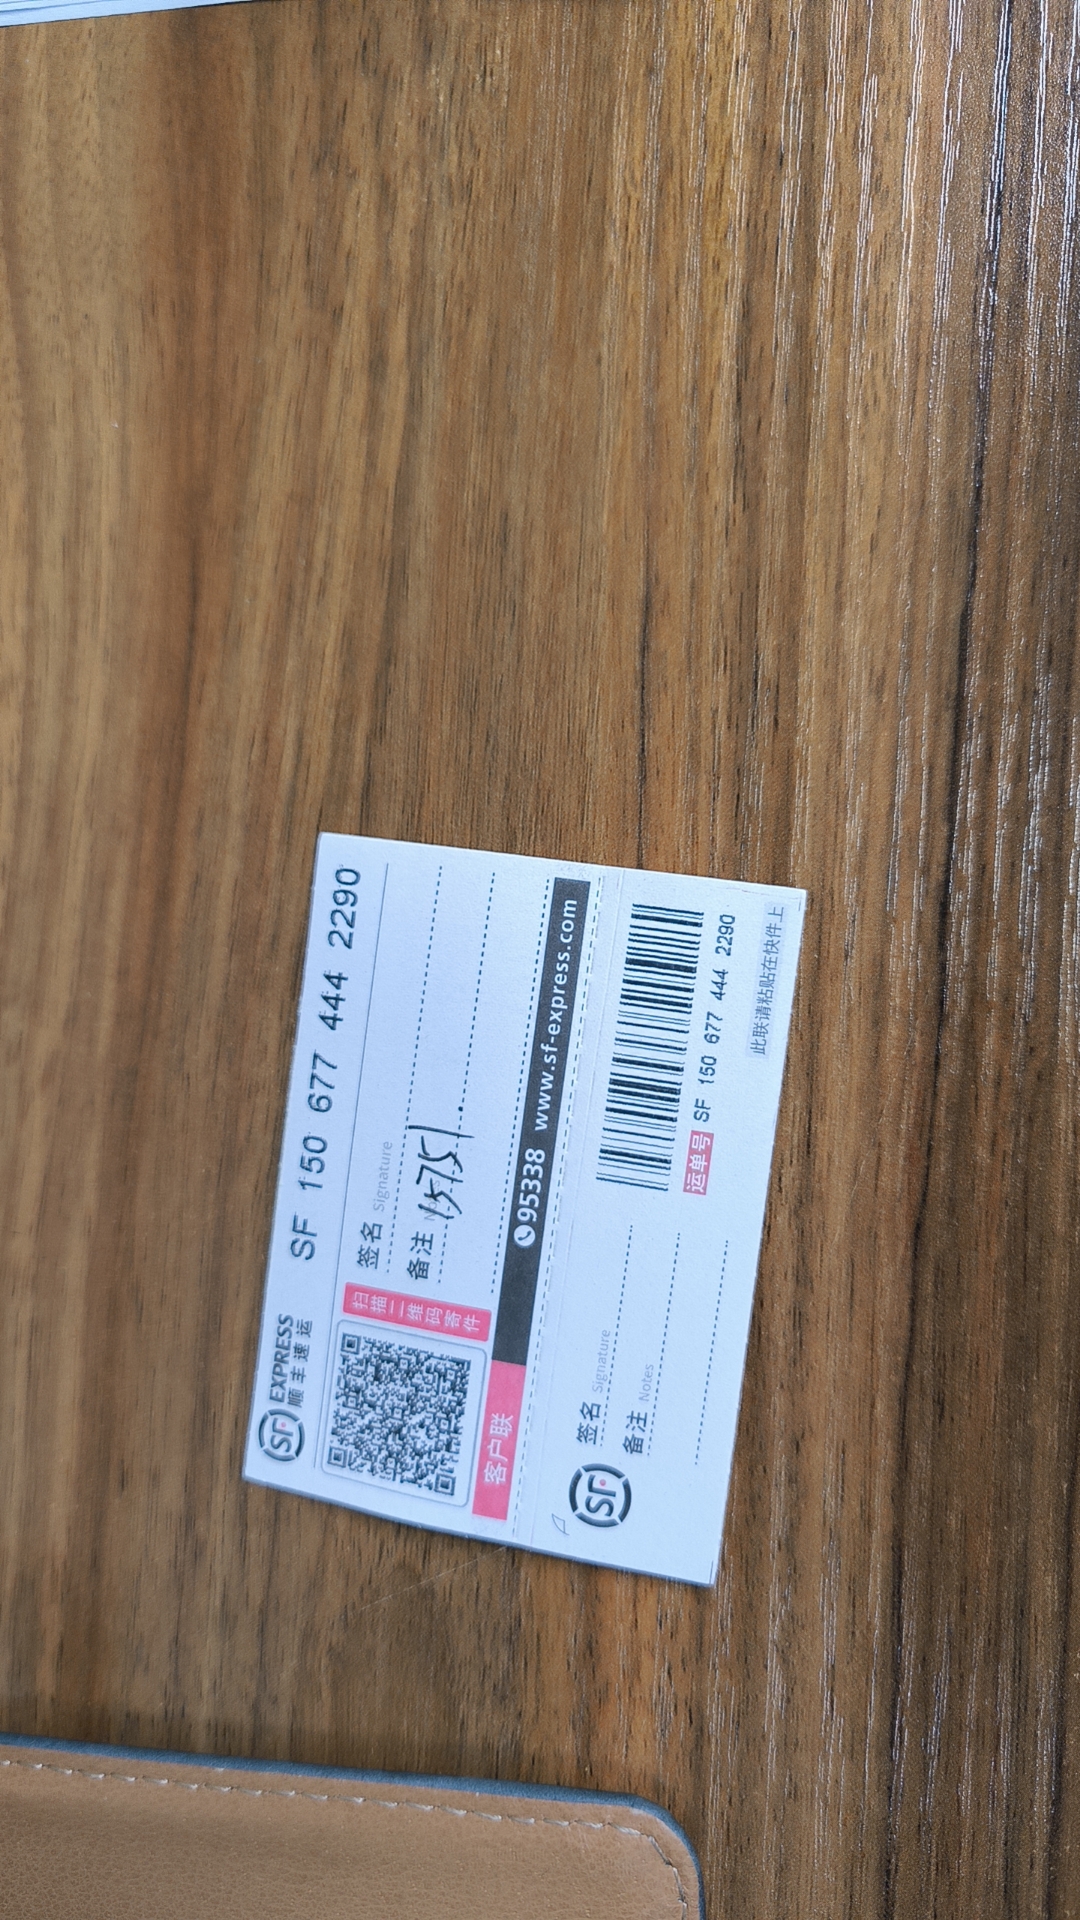 SF EXPRESS
顺丰速运
SF 150 677 444 2290
扫描二维码寄件
签名 Signature
备注
15751
客户联
95338 www.sf-express.com
SF
签名 Signature
备注 Notes
运单号 SF 150 677 444 2290
此联请粘贴在快件上